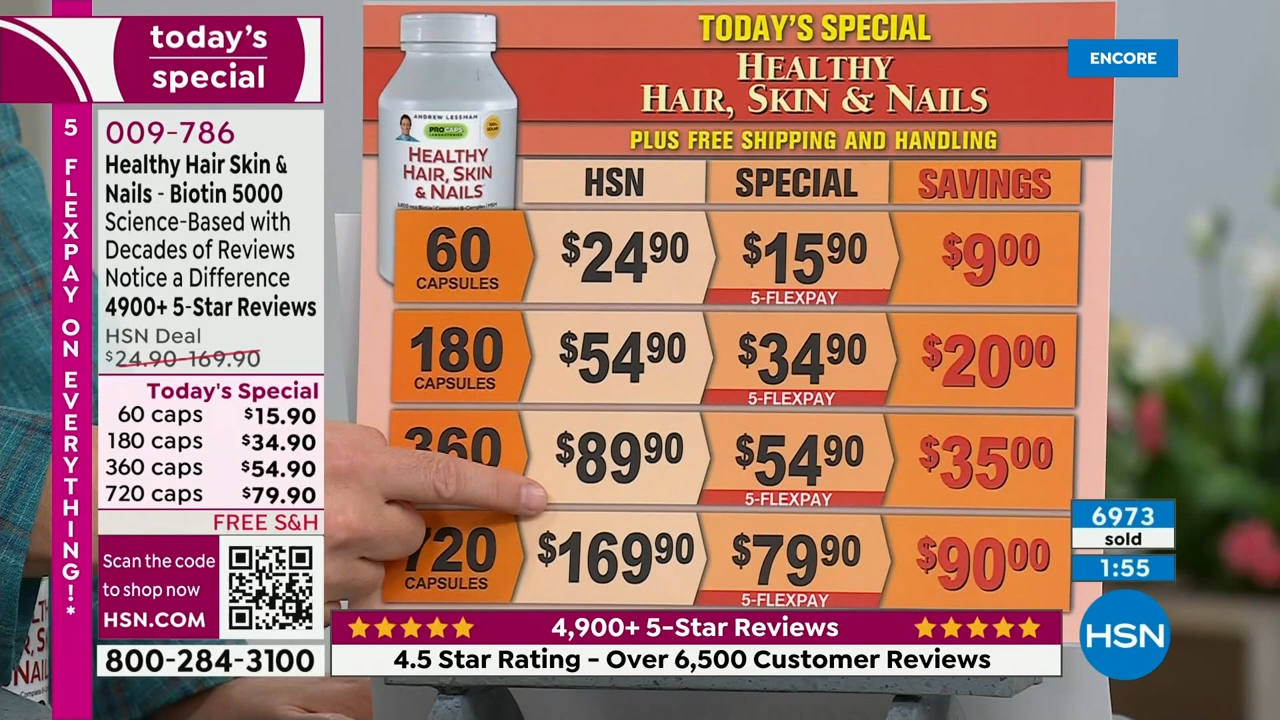 today's
special
5 FLEXPAY ON EVERYTHING!*
009-786
Healthy Hair Skin &
Nails - Biotin 5000
Science-Based with
Decades of Reviews
Notice a Difference
4900+ 5-Star Reviews
HSN Deal
$24.90-169.90
Today's Special
60 caps $15.90
180 caps $34.90
360 caps $54.90
720 caps $79.90
FREE S&H
Scan the code
to shop now
HSN.COM
800-284-3100
TODAY'S SPECIAL
HEALTHY
HAIR, SKIN & NAILS
PLUS FREE SHIPPING AND HANDLING
ANDREW LESSMAN
PROCAPS
LABORATORIES
HEALTHY
HAIR, SKIN
& NAILS
HSN SPECIAL SAVINGS
60 CAPSULES $24.90 $15.90 $9.00
5-FLEXPAY
180 CAPSULES $54.90 $34.90 $20.00
5-FLEXPAY
360 $89.90 $54.90 $35.00
5-FLEXPAY
720 CAPSULES $169.90 $79.90 $90.00
5-FLEXPAY
4,900+ 5-Star Reviews
4.5 Star Rating – Over 6,500 Customer Reviews
ENCORE
6973
sold
1:55
HSN